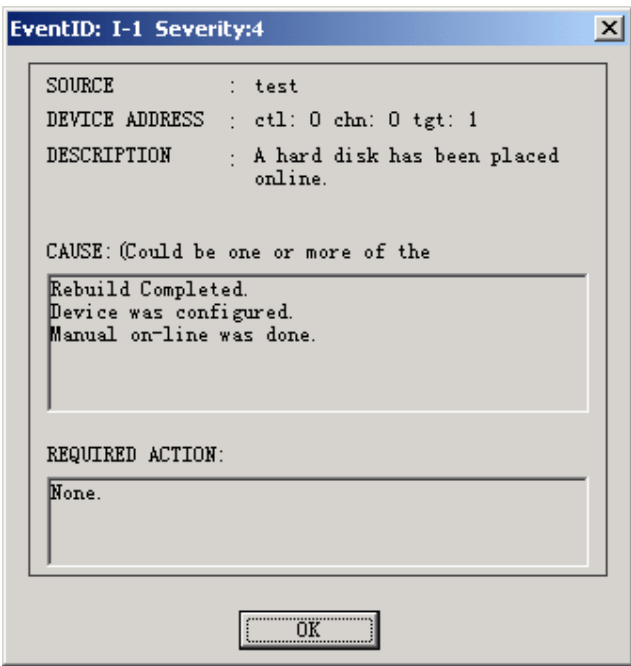 EventID: I-1 Severity:4
SOURCE : test
DEVICE ADDRESS : ctl: 0 chn: 0 tgt: 1
DESCRIPTION : A hard disk has been placed
online.
CAUSE:(Could be one or more of the
Rebuild Completed.
Device was configured.
Manual on-line was done.
REQUIRED ACTION:
None.
OK